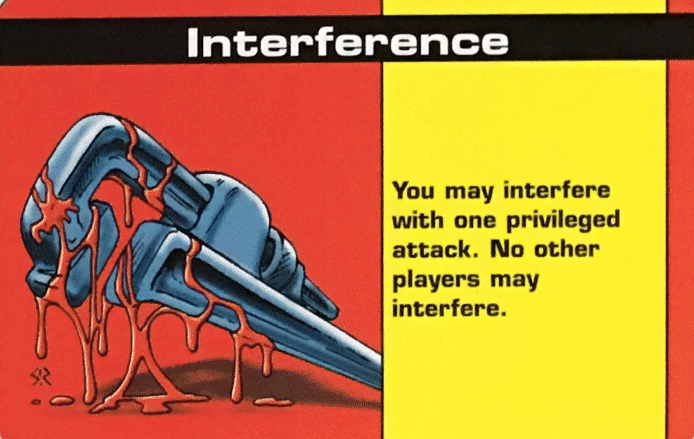 Interference
You may interfere
with one privileged
attack. No other
players may
interfere.